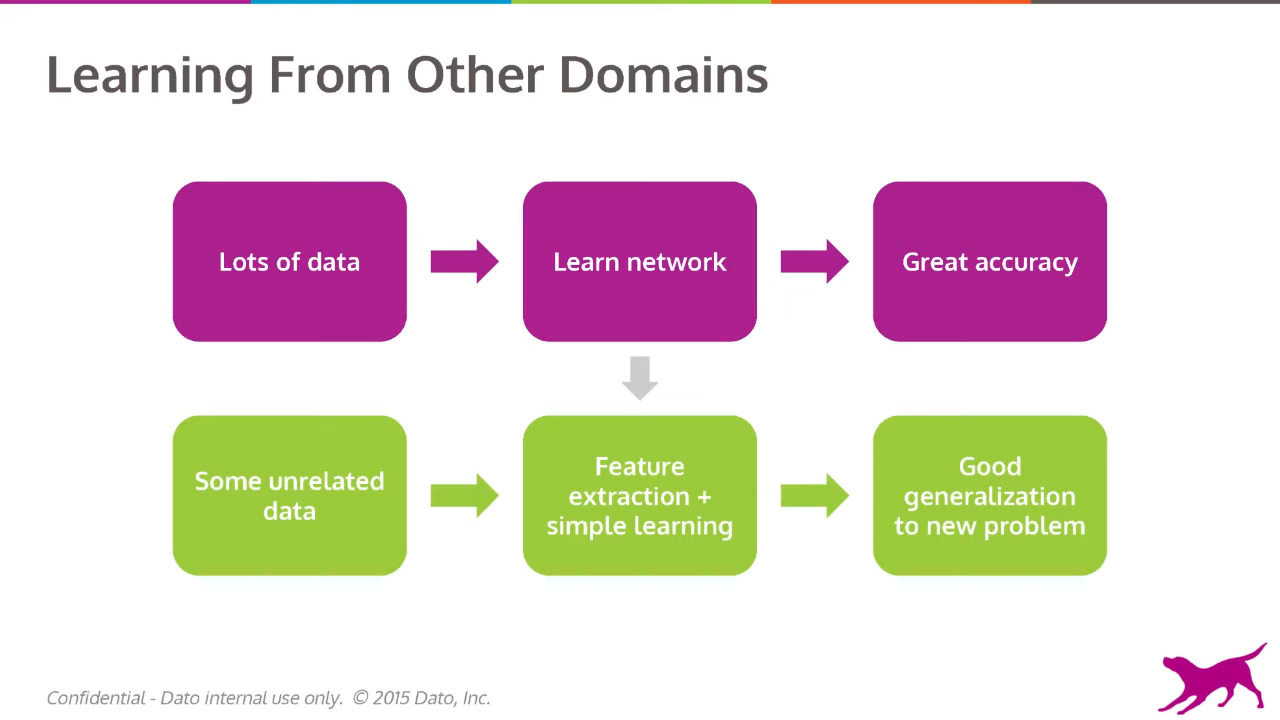 Learning From Other Domains
Lots of data
Learn network
Great accuracy
Some unrelated
data
Feature
extraction +
simple learning
Good
generalization
to new problem
Confidential - Dato internal use only.  © 2015 Dato, Inc.